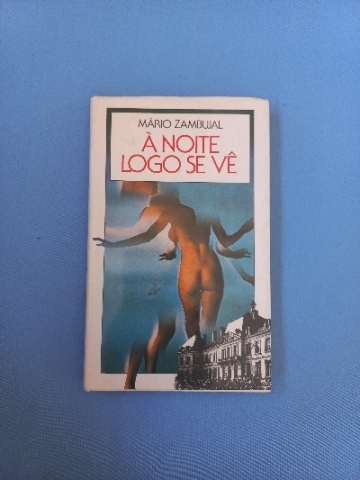 MÁRIO ZAMBUJAL
À NOITE
LOGO SE VÊ